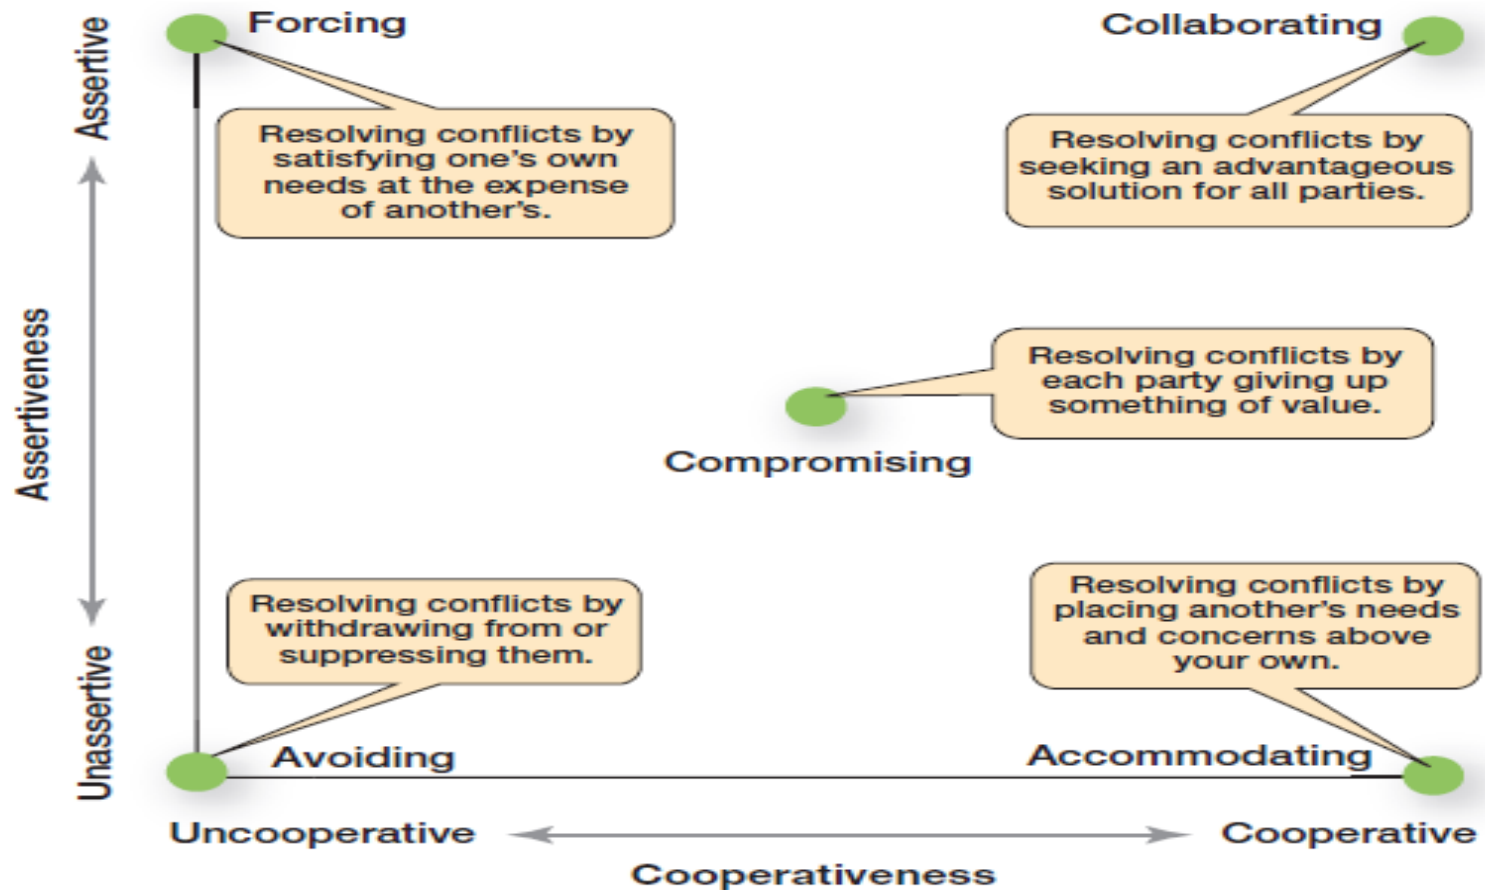 Assertive
Forcing
Collaborating
Resolving conflicts by
satisfying one's own
needs at the expense
of another's.
Resolving conflicts by
seeking an advantageous
solution for all parties.
Assertiveness
Resolving conflicts by
each party giving up
something of value.
Compromising
Resolving conflicts by
withdrawing from or
suppressing them.
Resolving conflicts by
placing another's needs
and concerns above
your own.
Unassertive
Avoiding
Accommodating
Uncooperative
Cooperative
Cooperativeness